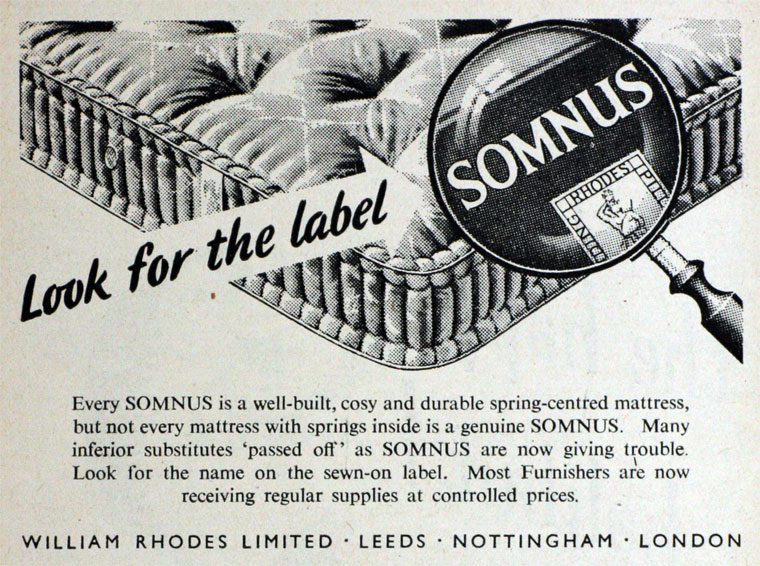 SOMNUS
RHODES'
Look for the label
Every SOMNUS is a well-built, cosy and durable spring-centred mattress,
but not every mattress with springs inside is a genuine SOMNUS. Many
inferior substitutes ‘passed off’ as SOMNUS are now giving trouble.
Look for the name on the sewn-on label. Most Furnishers are now
receiving regular supplies at controlled prices.
WILLIAM RHODES LIMITED · LEEDS · NOTTINGHAM · LONDON